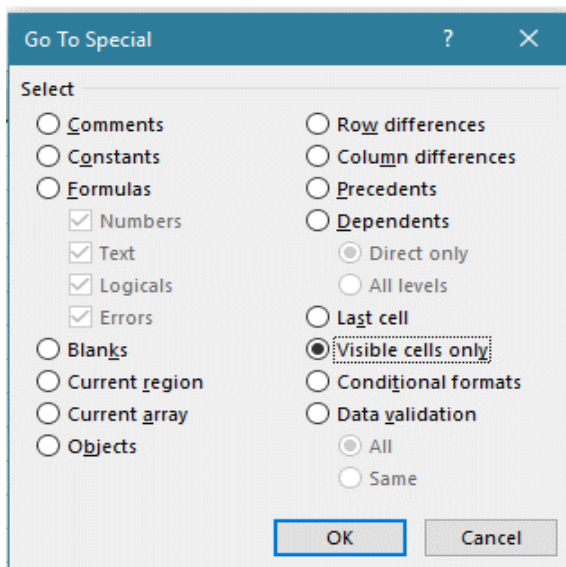 Go To Special ? ×
Select
Comments
Constants
Formulas
Numbers
Text
Logicals
Errors
Blanks
Current region
Current array
Objects
Row differences
Column differences
Precedents
Dependents
Direct only
All levels
Last cell
Visible cells only
Conditional formats
Data validation
All
Same
OK
Cancel